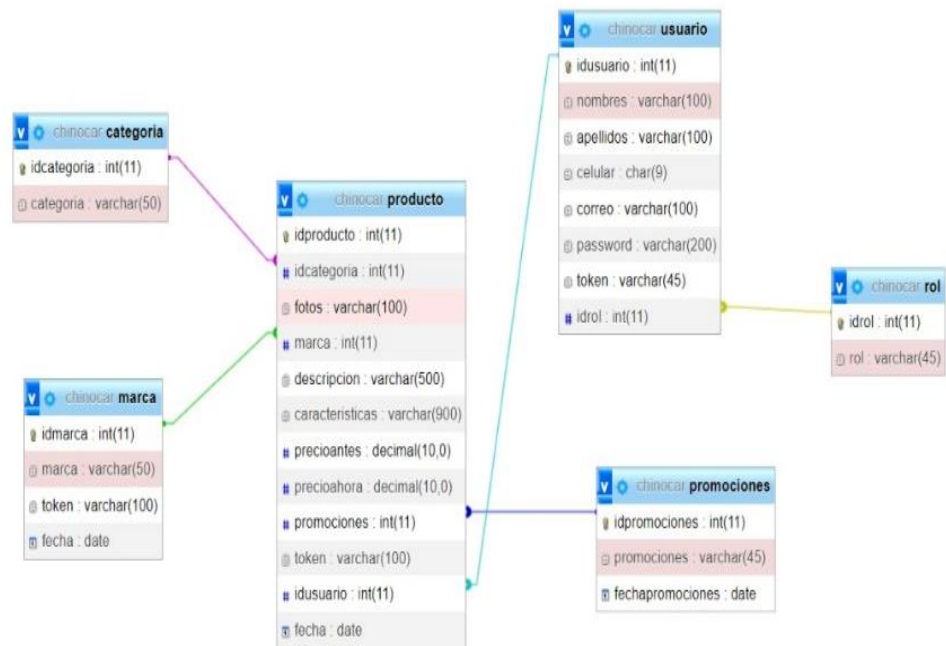 chinocar usuario
idusuario : int(11)
nombres : varchar(100)
apellidos : varchar(100)
celular : char(9)
correo : varchar(100)
password : varchar(200)
token : varchar(45)
idrol : int(11)
chinocar categoria
idcategoria : int(11)
categoria : varchar(50)
chinocar producto
idproducto : int(11)
idcategoria : int(11)
fotos : varchar(100)
marca : int(11)
descripcion : varchar(500)
caracteristicas : varchar(900)
precioantes : decimal(10,0)
precioahora : decimal(10,0)
promociones : int(11)
token : varchar(100)
idusuario : int(11)
fecha : date
chinocar rol
idrol : int(11)
rol : varchar(45)
chinocar marca
idmarca : int(11)
marca : varchar(50)
token : varchar(100)
fecha : date
chinocar promociones
idpromociones : int(11)
promociones : varchar(45)
fechapromociones : date